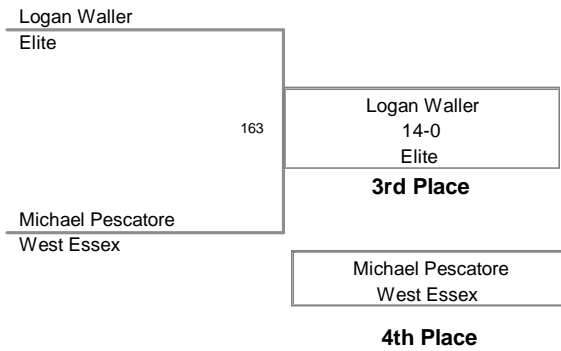 Logan Waller
Elite
163
Logan Waller
14-0
Elite
3rd Place
Michael Pescatore
West Essex
Michael Pescatore
West Essex
4th Place